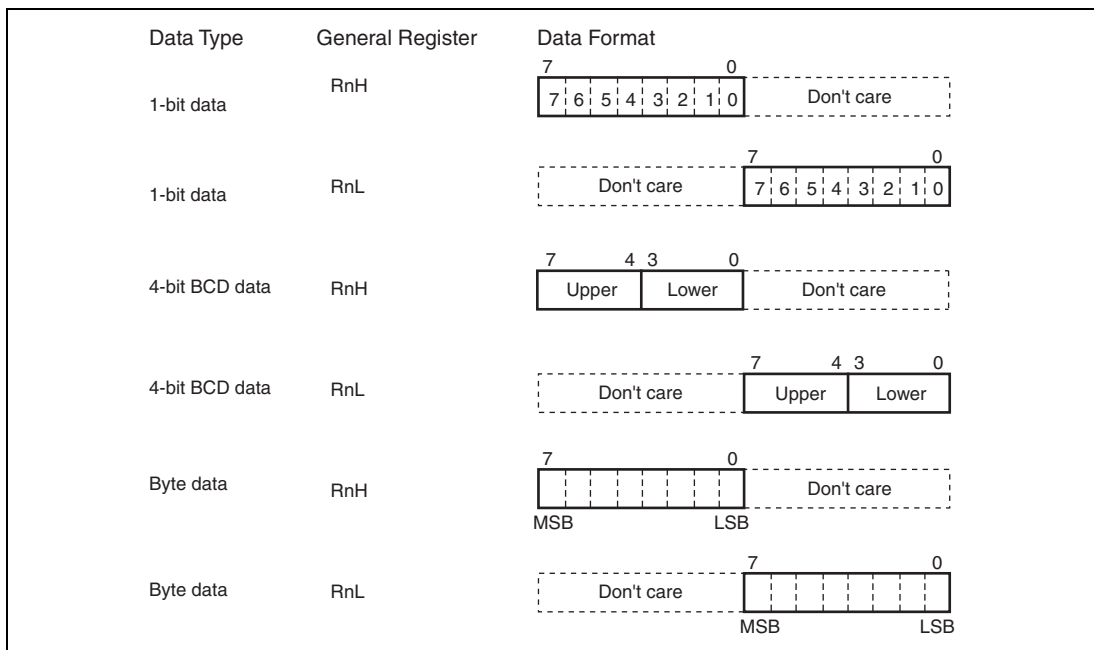 Data Type General Register Data Format
7 0
1-bit data RnH 7 6 5 4 3 2 1 0 Don't care
7 0
1-bit data RnL Don't care 7 6 5 4 3 2 1 0
7 4 3 0
4-bit BCD data RnH Upper Lower Don't care
7 4 3 0
4-bit BCD data RnL Don't care Upper Lower
7 0
Byte data RnH Don't care
MSB LSB
7 0
Byte data RnL Don't care
MSB LSB